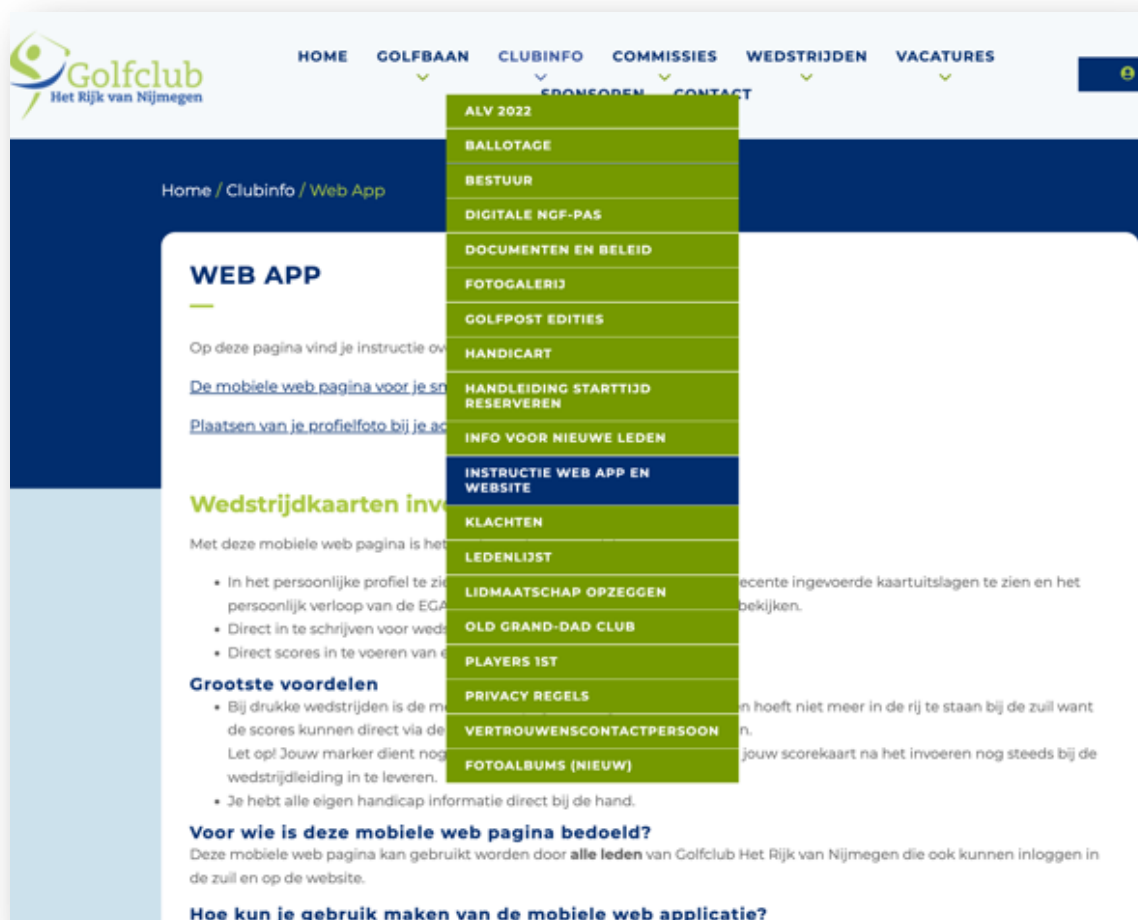 Golfclub
Het Rijk van Nijmegen
HOME GOLFBAAN CLUBINFO COMMISSIES WEDSTRIJDEN VACATURES
SPONSOREN CONTACT
ALV 2022
BALLOTAGE
BESTUUR
DIGITALE NGF-PAS
DOCUMENTEN EN BELEID
FOTOGALERIJ
GOLFPOST EDITIES
HANDICART
HANDLEIDING STARTTIJD
RESERVEREN
INFO VOOR NIEUWE LEDEN
INSTRUCTIE WEB APP EN
WEBSITE
KLACHTEN
LEDENLIJST
LIDMAATSCHAP OPZEGGEN
OLD GRAND-DAD CLUB
PLAYERS 1ST
PRIVACY REGELS
VERTROUWENSCONTACTPERSOON
FOTOALBUMS (NIEUW)
Home / Clubinfo / Web App
WEB APP
Op deze pagina vind je instructie
De mobiele web pagina voor je
Plaatsen van je profielfoto bij je
Wedstrijdkaarten
Met deze mobiele web pagina is het
• In het persoonlijke profiel te ingevoerde kaartuitslagen te zien en het
persoonlijk verloop van de EGA bekijken.
• Direct in te schrijven voor
• Direct scores in te voeren van
Grootste voordelen
• Bij drukke wedstrijden is de hoeft niet meer in de rij te staan bij de zuil want
de scores kunnen direct via de
Let op! Jouw marker dient jouw scorekaart na het invoeren nog steeds bij de
wedstrijdleiding in te leveren.
• Je hebt alle eigen handicap informatie direct bij de hand.
Voor wie is deze mobiele web pagina bedoeld?
Deze mobiele web pagina kan gebruikt worden door alle leden van Golfclub Het Rijk van Nijmegen die ook kunnen inloggen in
de zuil en op de website.
Hoe kun je gebruik maken van de mobiele web applicatie?